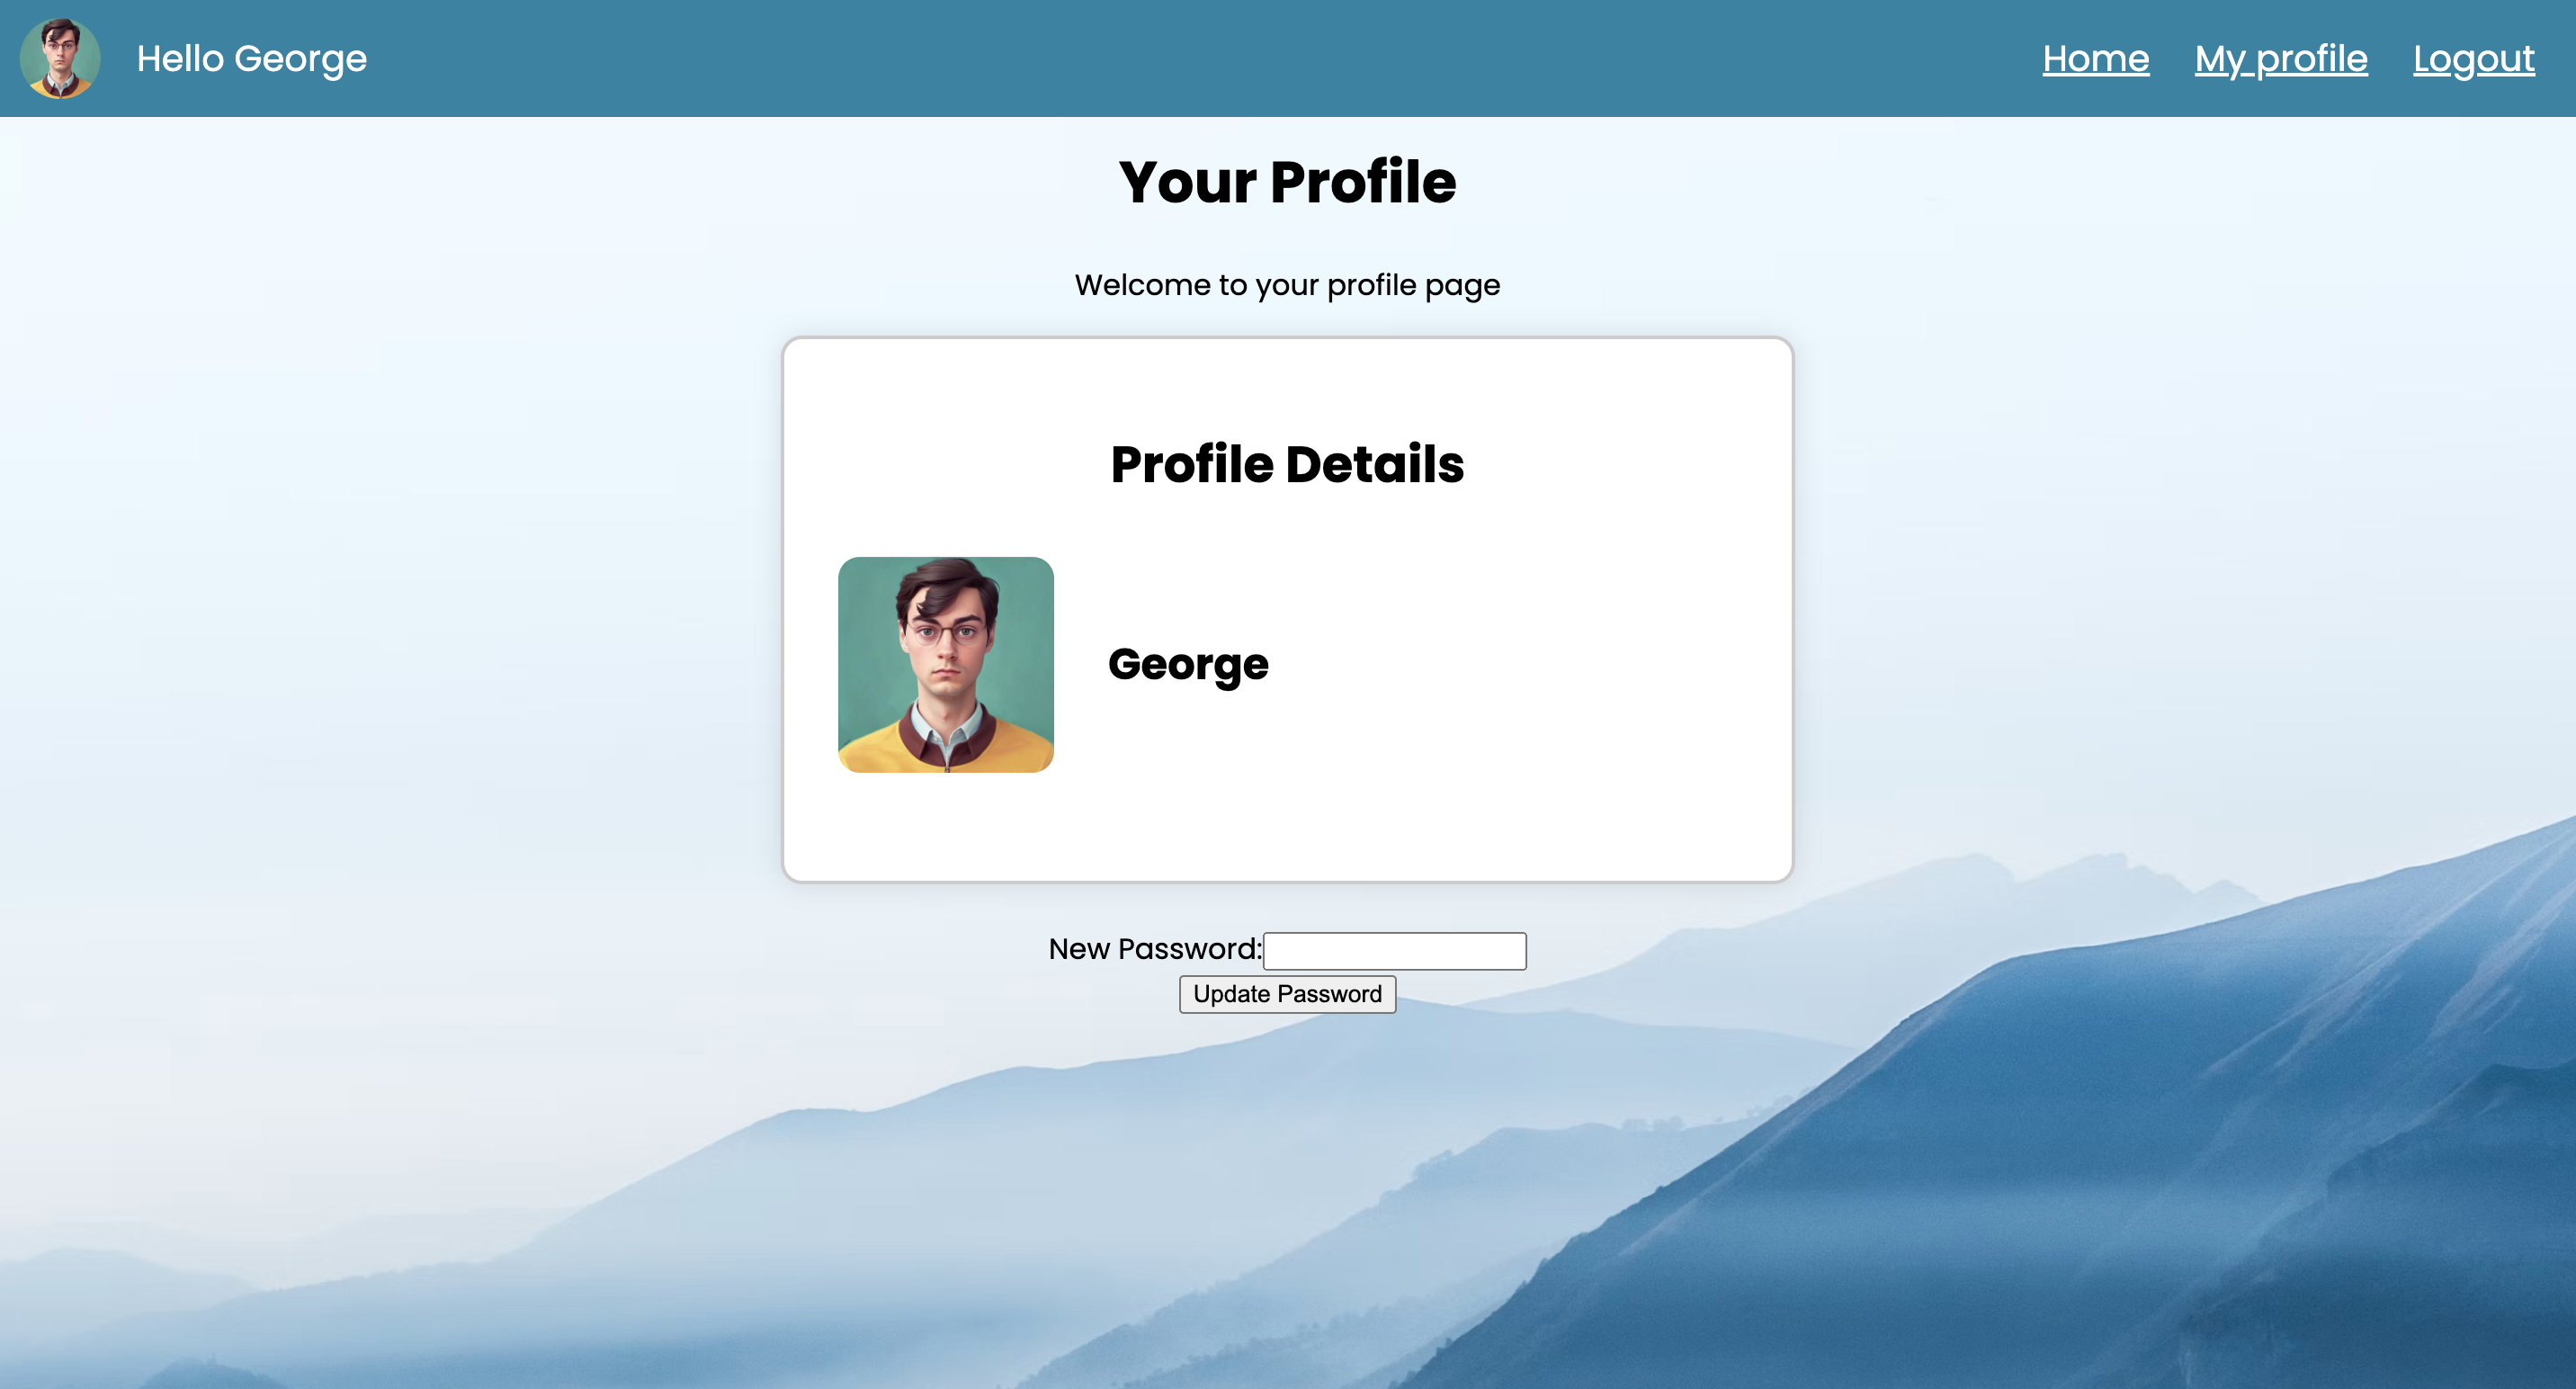 Hello George
Home My profile Logout
Your Profile
Welcome to your profile page
Profile Details
George
New Password:
Update Password